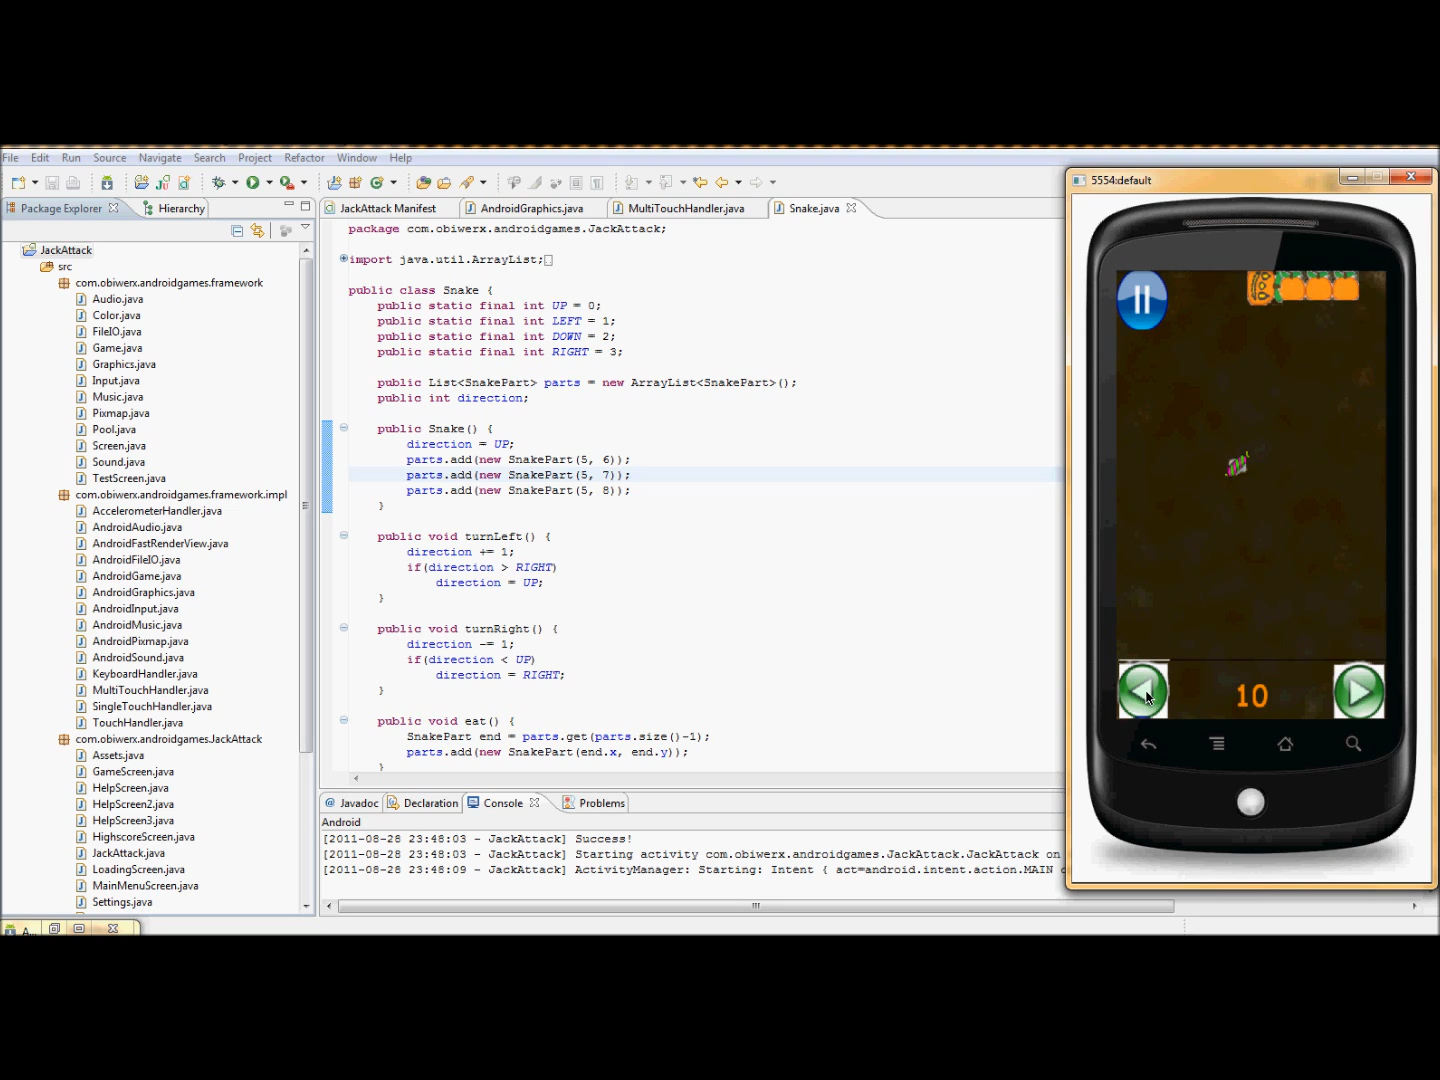 File Edit Run Source Navigate Search Project Refactor Window Help
5554:default
Package Explorer Hierarchy
JackAttack Manifest AndroidGraphics.java MultiTouchHandler.java Snake.java
JackAttack
src
com.obiwerx.androidgames.framework
Audio.java
Color.java
FileIO.java
Game.java
Graphics.java
Input.java
Music.java
Pixmap.java
Pool.java
Screen.java
Sound.java
TestScreen.java
com.obiwerx.androidgames.framework.impl
AccelerometerHandler.java
AndroidAudio.java
AndroidFastRenderView.java
AndroidFileIO.java
AndroidGame.java
AndroidGraphics.java
AndroidInput.java
AndroidMusic.java
AndroidPixmap.java
AndroidSound.java
KeyboardHandler.java
MultiTouchHandler.java
SingleTouchHandler.java
TouchHandler.java
com.obiwerx.androidgames.JackAttack
Assets.java
GameScreen.java
HelpScreen.java
HelpScreen2.java
HelpScreen3.java
HighscoreScreen.java
JackAttack.java
LoadingScreen.java
MainMenuScreen.java
Settings.java
A...
package com.obiwerx.androidgames.JackAttack;
import java.util.ArrayList;
public class Snake {
public static final int UP = 0;
public static final int LEFT = 1;
public static final int DOWN = 2;
public static final int RIGHT = 3;
public List<SnakePart> parts = new ArrayList<SnakePart>();
public int direction;
public Snake() {
direction = UP;
parts.add(new SnakePart(5, 6));
parts.add(new SnakePart(5, 7));
parts.add(new SnakePart(5, 8));
}
public void turnLeft() {
direction += 1;
if(direction > RIGHT)
direction = UP;
}
public void turnRight() {
direction -= 1;
if(direction < UP)
direction = RIGHT;
}
public void eat() {
SnakePart end = parts.get(parts.size()-1);
parts.add(new SnakePart(end.x, end.y));
}
@ Javadoc Declaration Console Problems
Android
[2011-08-28 23:48:03 - JackAttack] Success!
[2011-08-28 23:48:03 - JackAttack] Starting activity com.obiwerx.androidgames.JackAttack.JackAttack on
[2011-08-28 23:48:09 - JackAttack] ActivityManager: Starting: Intent { act=android.intent.action.MAIN
10